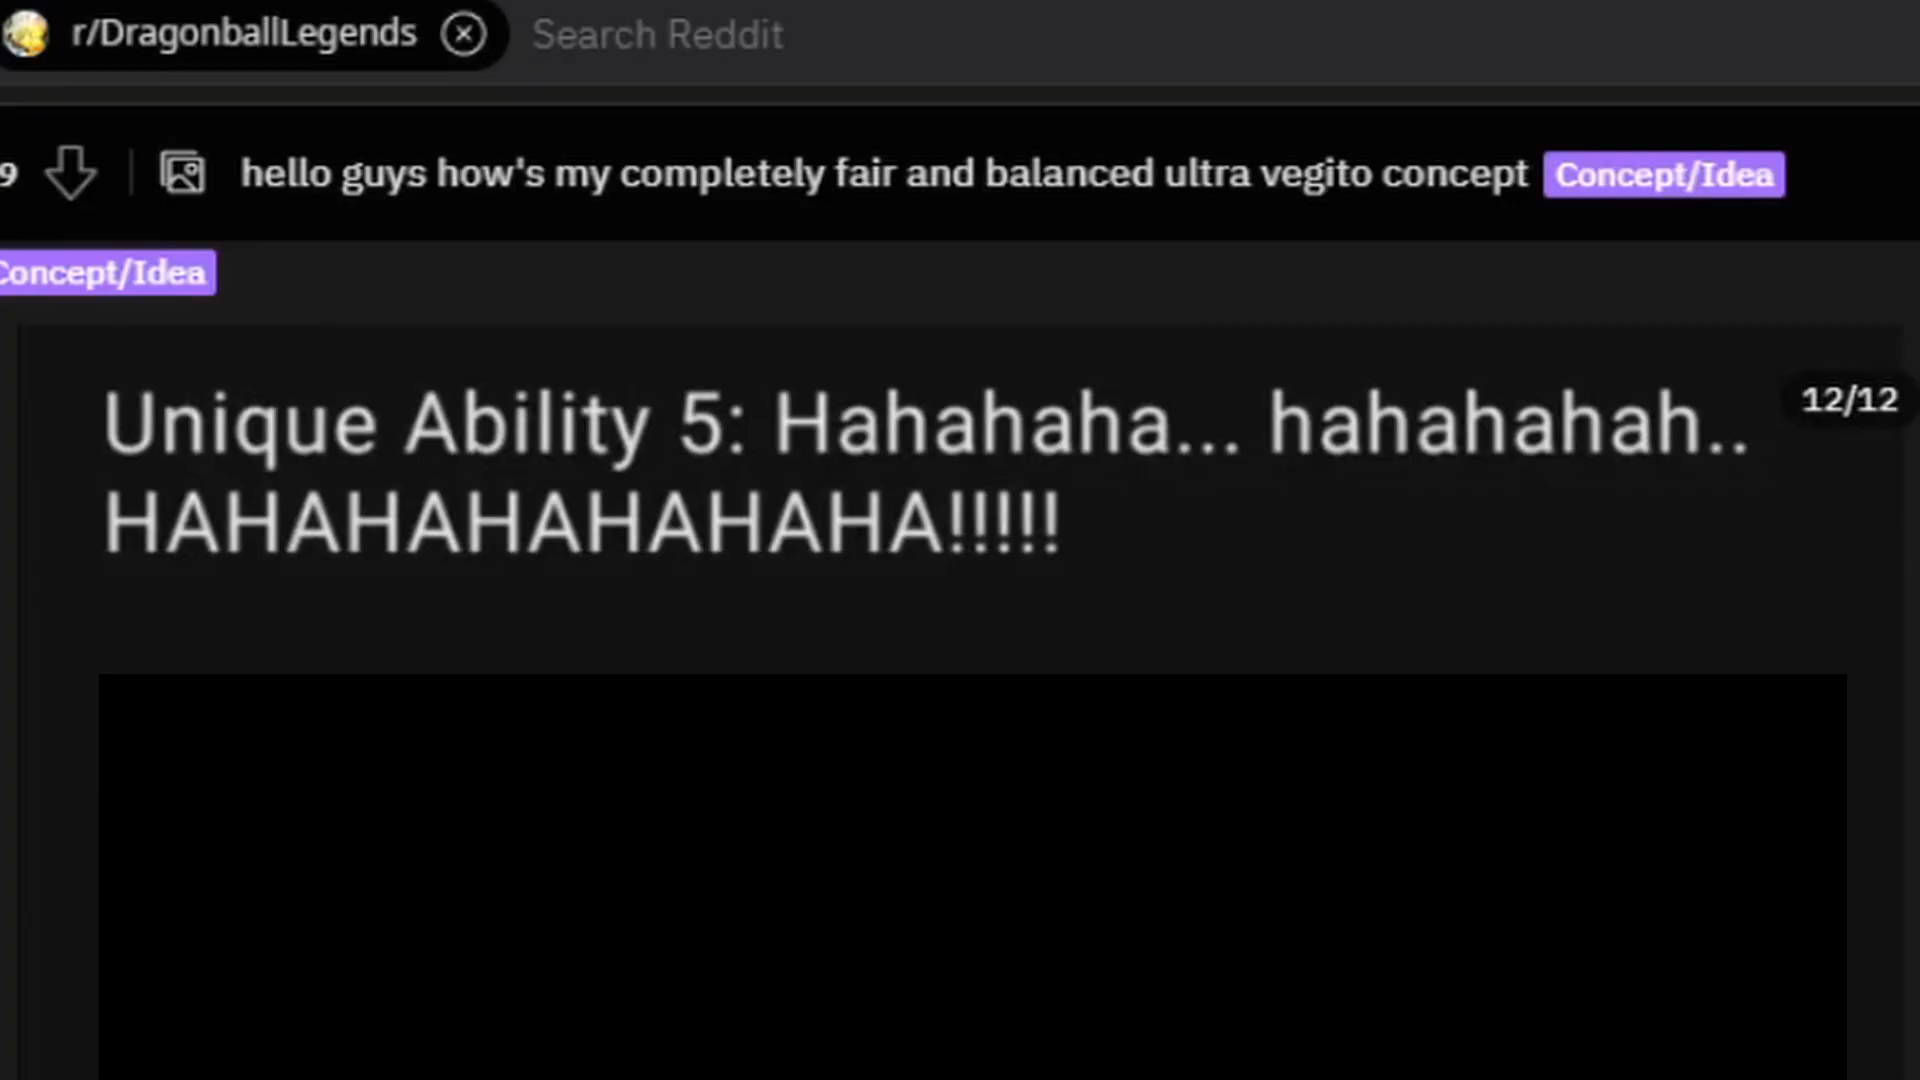 r/DragonballLegends Search Reddit
9 hello guys how's my completely fair and balanced ultra vegito concept Concept/Idea
Concept/Idea
12/12
Unique Ability 5: Hahahaha... hahahahah..
HAHAHAHAHAHAHA!!!!!